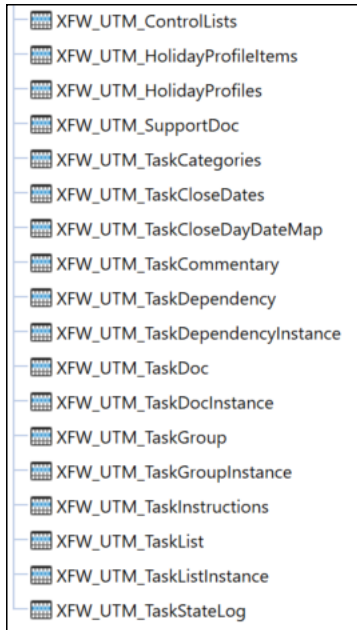 XFW_UTM_ControlLists
XFW_UTM_HolidayProfileItems
XFW_UTM_HolidayProfiles
XFW_UTM_SupportDoc
XFW_UTM_TaskCategories
XFW_UTM_TaskCloseDates
XFW_UTM_TaskCloseDayDateMap
XFW_UTM_TaskCommentary
XFW_UTM_TaskDependency
XFW_UTM_TaskDependencyInstance
XFW_UTM_TaskDoc
XFW_UTM_TaskDocInstance
XFW_UTM_TaskGroup
XFW_UTM_TaskGroupInstance
XFW_UTM_TaskInstructions
XFW_UTM_TaskList
XFW_UTM_TaskListInstance
XFW_UTM_TaskStateLog